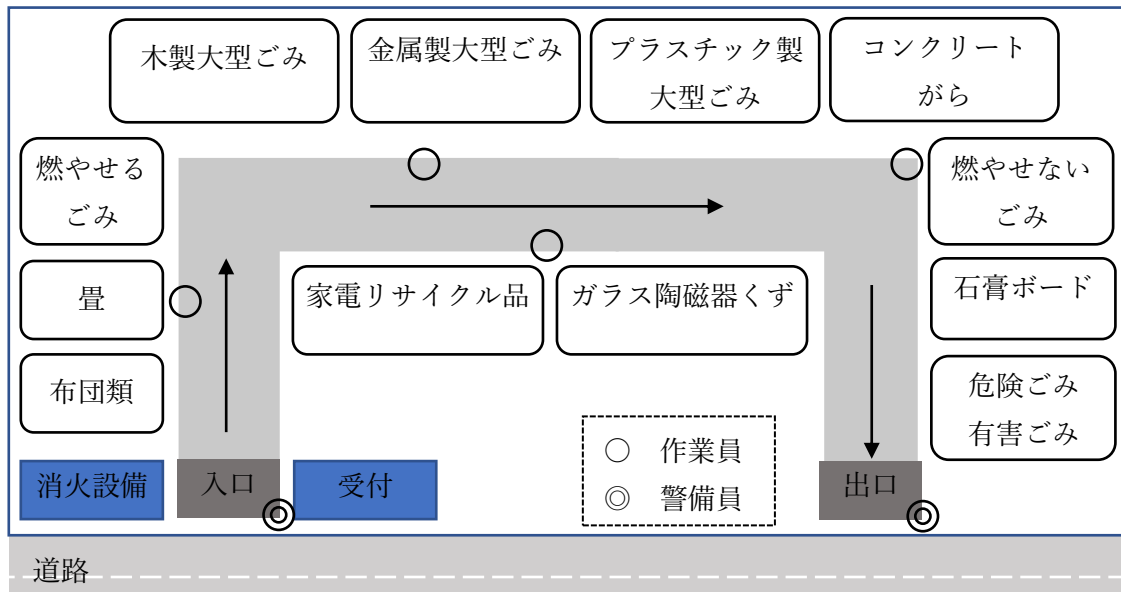 木製大型ごみ
金属製大型ごみ
プラスチック製
大型ごみ
コンクリート
がら
燃やせる
ごみ
燃やせない
ごみ
畳
家電リサイクル品
ガラス陶磁器くず
石膏ボード
布団類
危険ごみ
有害ごみ
○ 作業員
◎ 警備員
消火設備
入口
受付
出口
道路